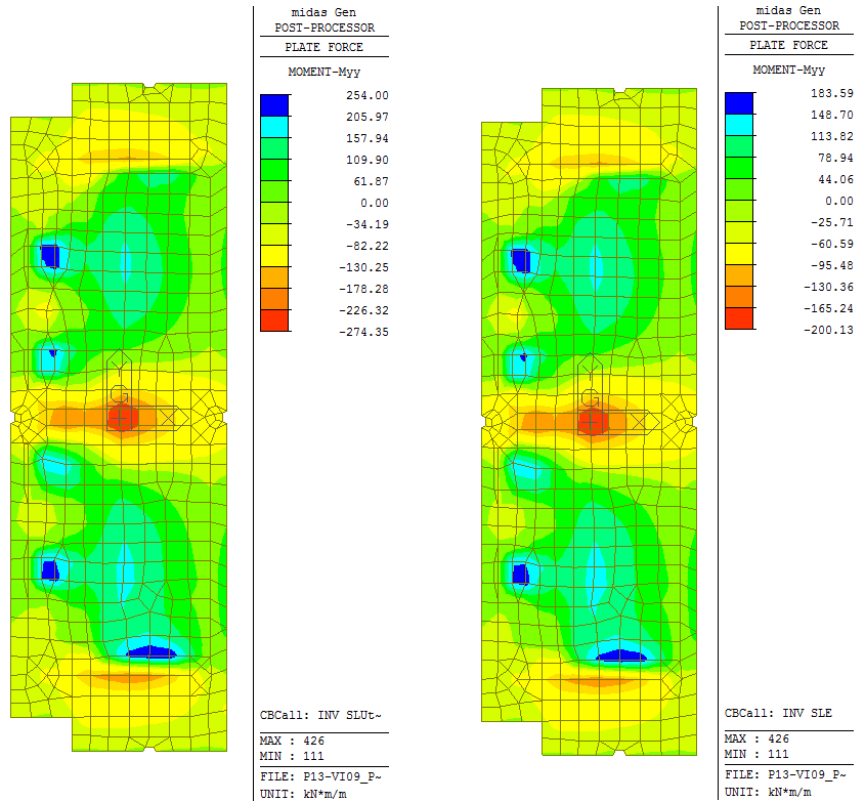 midas Gen
POST-PROCESSOR
PLATE FORCE
MOMENT-Myy
254.00
205.97
157.94
109.90
61.87
0.00
-34.19
-82.22
-130.25
-178.28
-226.32
-274.35
CBCall: INV SLUt~
MAX : 426
MIN : 111
FILE: P13-VI09_P~
UNIT: kN*m/m
midas Gen
POST-PROCESSOR
PLATE FORCE
MOMENT-Myy
183.59
148.70
113.82
78.94
44.06
0.00
-25.71
-60.59
-95.48
-130.36
-165.24
-200.13
CBCall: INV SLE
MAX : 426
MIN : 111
FILE: P13-VI09_P~
UNIT: kN*m/m